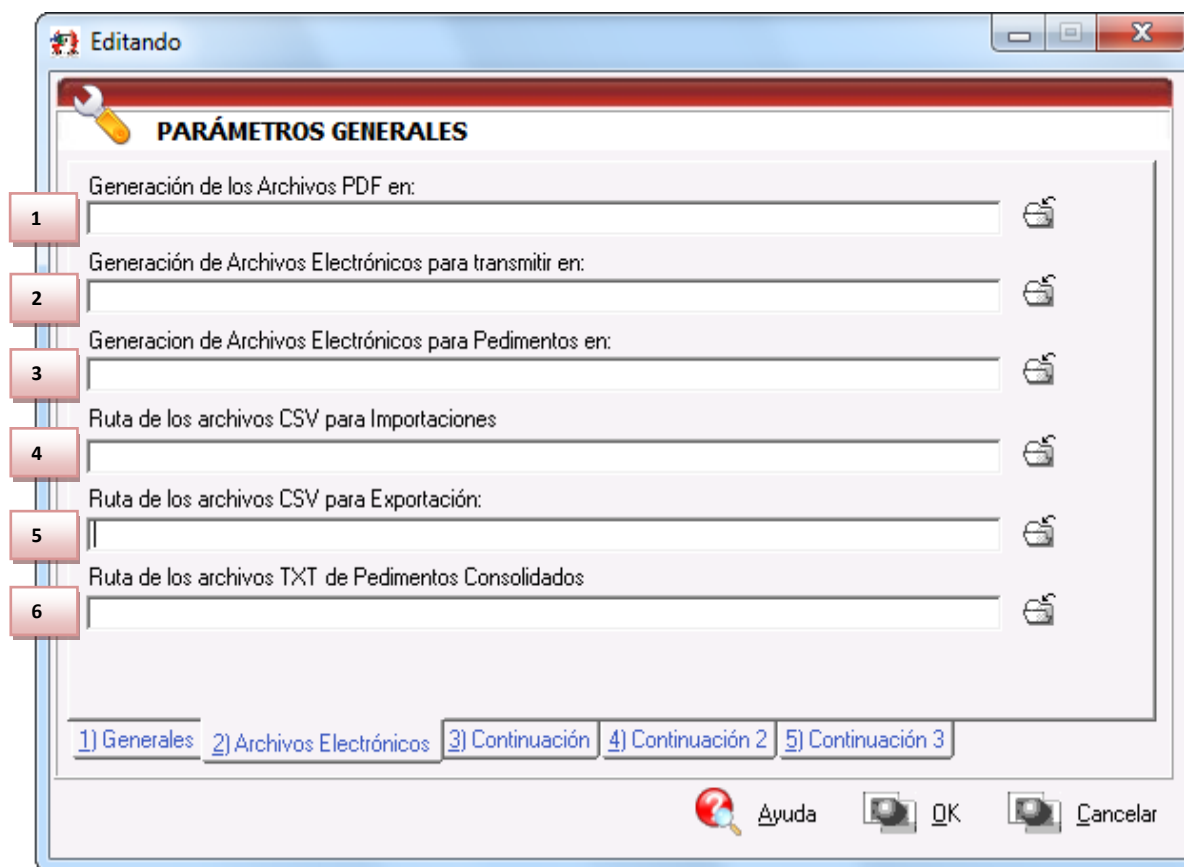 Editando
PARÁMETROS GENERALES
Generación de los Archivos PDF en:
1
Generación de Archivos Electrónicos para transmitir en:
2
Generacion de Archivos Electrónicos para Pedimentos en:
3
Ruta de los archivos CSV para Importaciones
4
Ruta de los archivos CSV para Exportación:
5
Ruta de los archivos TXT de Pedimentos Consolidados
6
1) Generales 2) Archivos Electrónicos 3) Continuación 4) Continuación 2 5) Continuación 3
Ayuda OK Cancelar